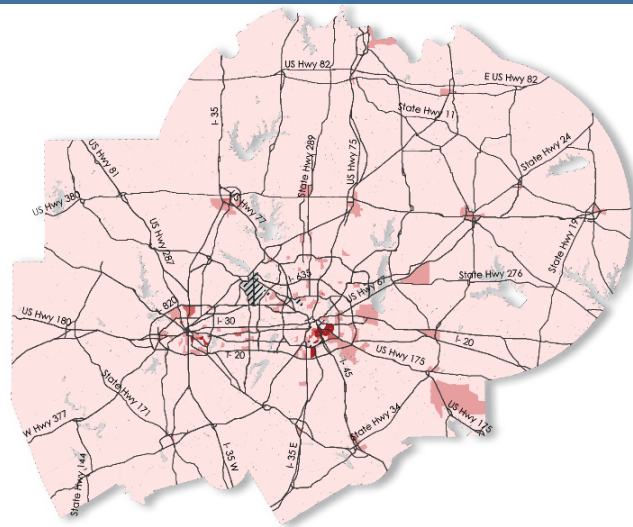 US Hwy 82
E US Hwy 82
I- 35
State Hwy 11
State Hwy 289
US Hwy 75
State Hwy 24
US Hwy 81
US Hwy 380
US Hwy 77
State Hwy 19
US Hwy 287
I- 635
State Hwy 276
US Hwy 67
I- 820
US Hwy 180
I- 30
I- 20
I- 20
US Hwy 175
I- 45
State Hwy 171
W Hwy 377
State Hwy 34
US Hwy 175
I- 35 W
I- 35 E
State Hwy 144